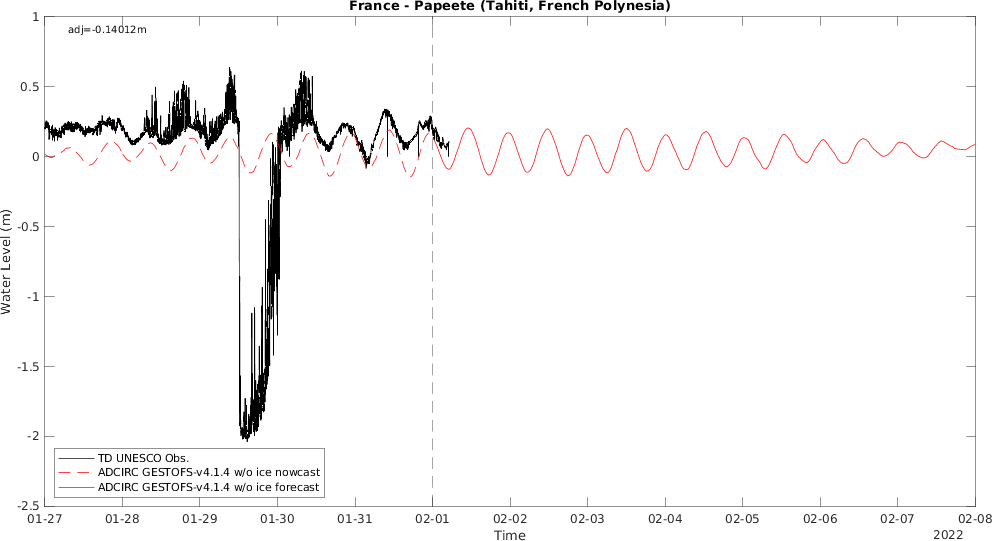 France - Papeete (Tahiti, French Polynesia)
adj=-0.14012m
1
0.5
0
-0.5
-1
-1.5
-2
-2.5
Water Level (m)
TD UNESCO Obs.
ADCIRC GESTOFS-v4.1.4 w/o ice nowcast
ADCIRC GESTOFS-v4.1.4 w/o ice forecast
01-27 01-28 01-29 01-30 01-31 02-01 02-02 02-03 02-04 02-05 02-06 02-07 02-08
Time
2022